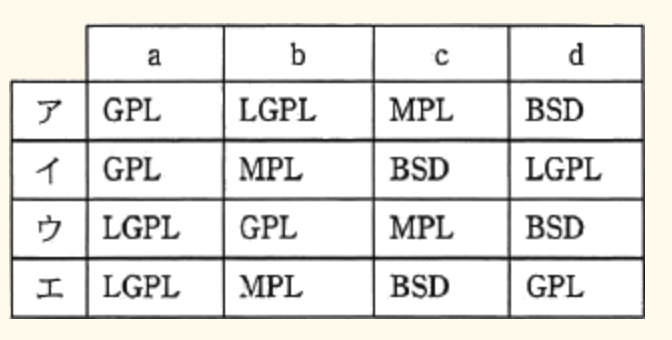 a b c d
ア GPL LGPL MPL BSD
イ GPL MPL BSD LGPL
ウ LGPL GPL MPL BSD
エ LGPL MPL BSD GPL